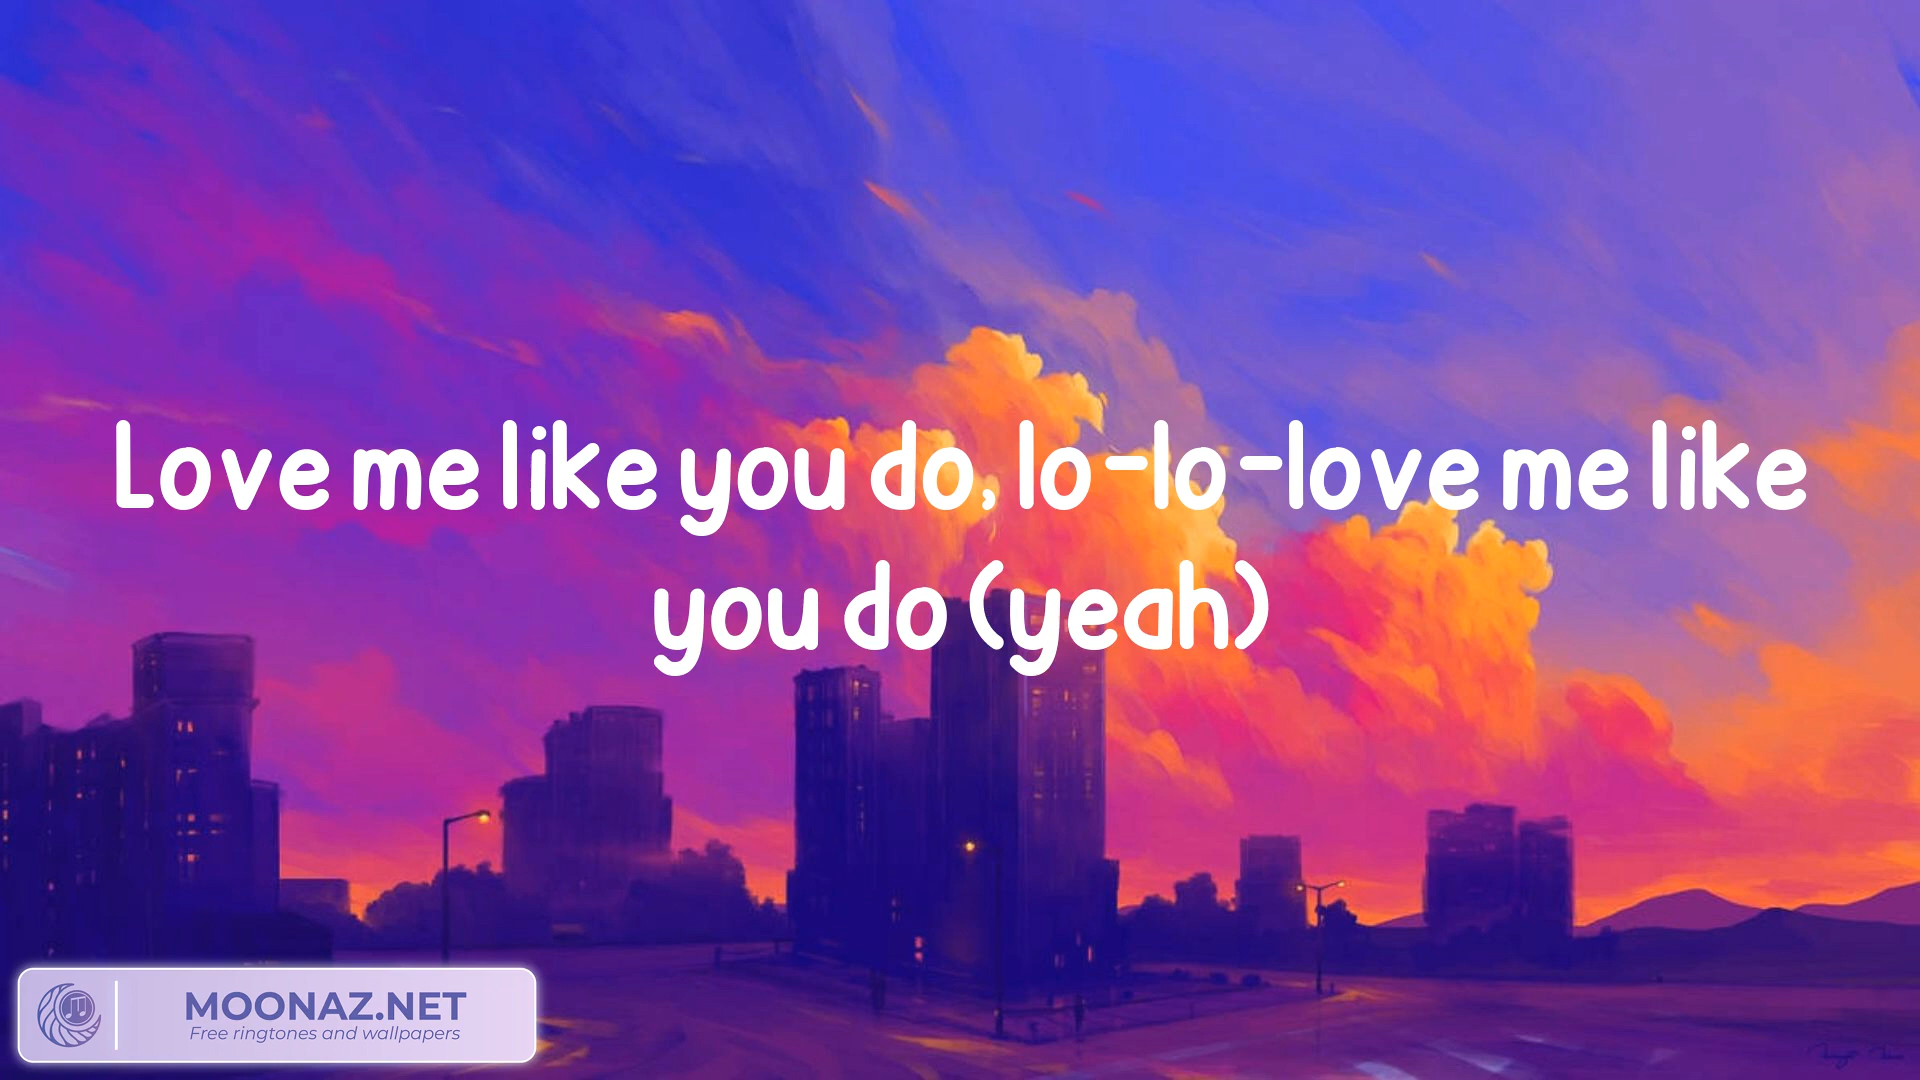 Love me like you do, lo-lo-love me like
you do (yeah)
MOONAZ.NET
Free ringtones and wallpapers